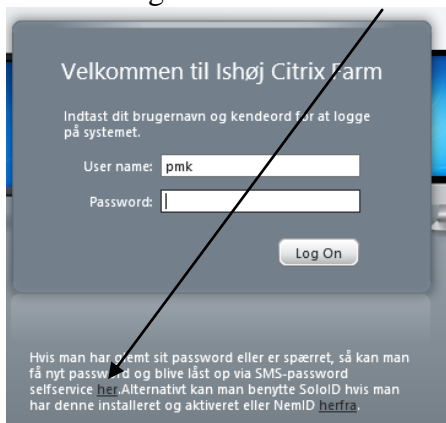 Velkommen til Ishøj Citrix Farm
Indtast dit brugernavn og kendeord for at logge
på systemet.
User name: pmk
Password:
Log On
Hvis man har glemt sit password eller er spærret, så kan man
få nyt password og blive låst op via SMS-password
selfservice her.Alternativt kan man benytte SoloID hvis man
har denne installeret og aktiveret eller NemID herfra.